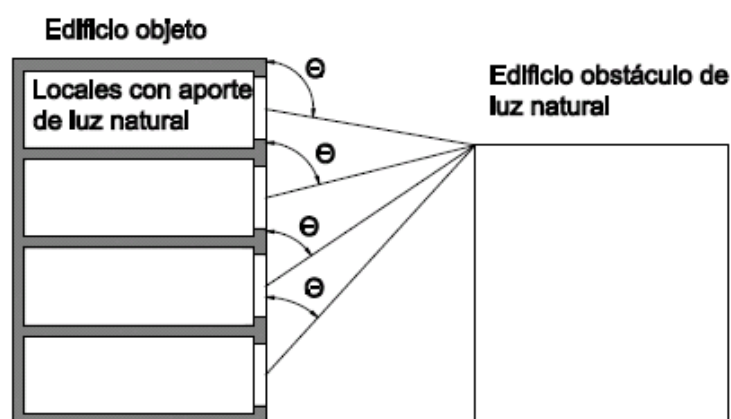 Edificio objeto
Θ
Locales con aporte
de luz natural
Edificio obstáculo de
luz natural
Θ
Θ
Θ